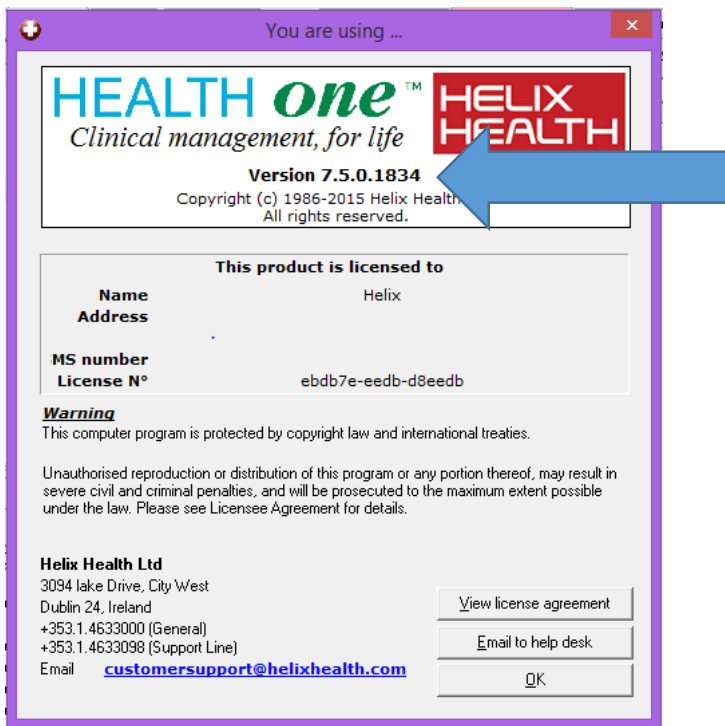 You are using ...
HEALTH one™ HELIX HEALTH
Clinical management, for life
Version 7.5.0.1834
Copyright (c) 1986-2015 Helix Health
All rights reserved.
This product is licensed to
Name Helix
Address
MS number
License N° ebdb7e-eedb-d8eedb
Warning
This computer program is protected by copyright law and international treaties.
Unauthorised reproduction or distribution of this program or any portion thereof, may result in
severe civil and criminal penalties, and will be prosecuted to the maximum extent possible
under the law. Please see Licensee Agreement for details.
Helix Health Ltd
3094 lake Drive, City West
Dublin 24, Ireland
+353.1.4633000 (General)
+353.1.4633098 (Support Line)
Email customersupport@helixhealth.com
View license agreement
Email to help desk
OK